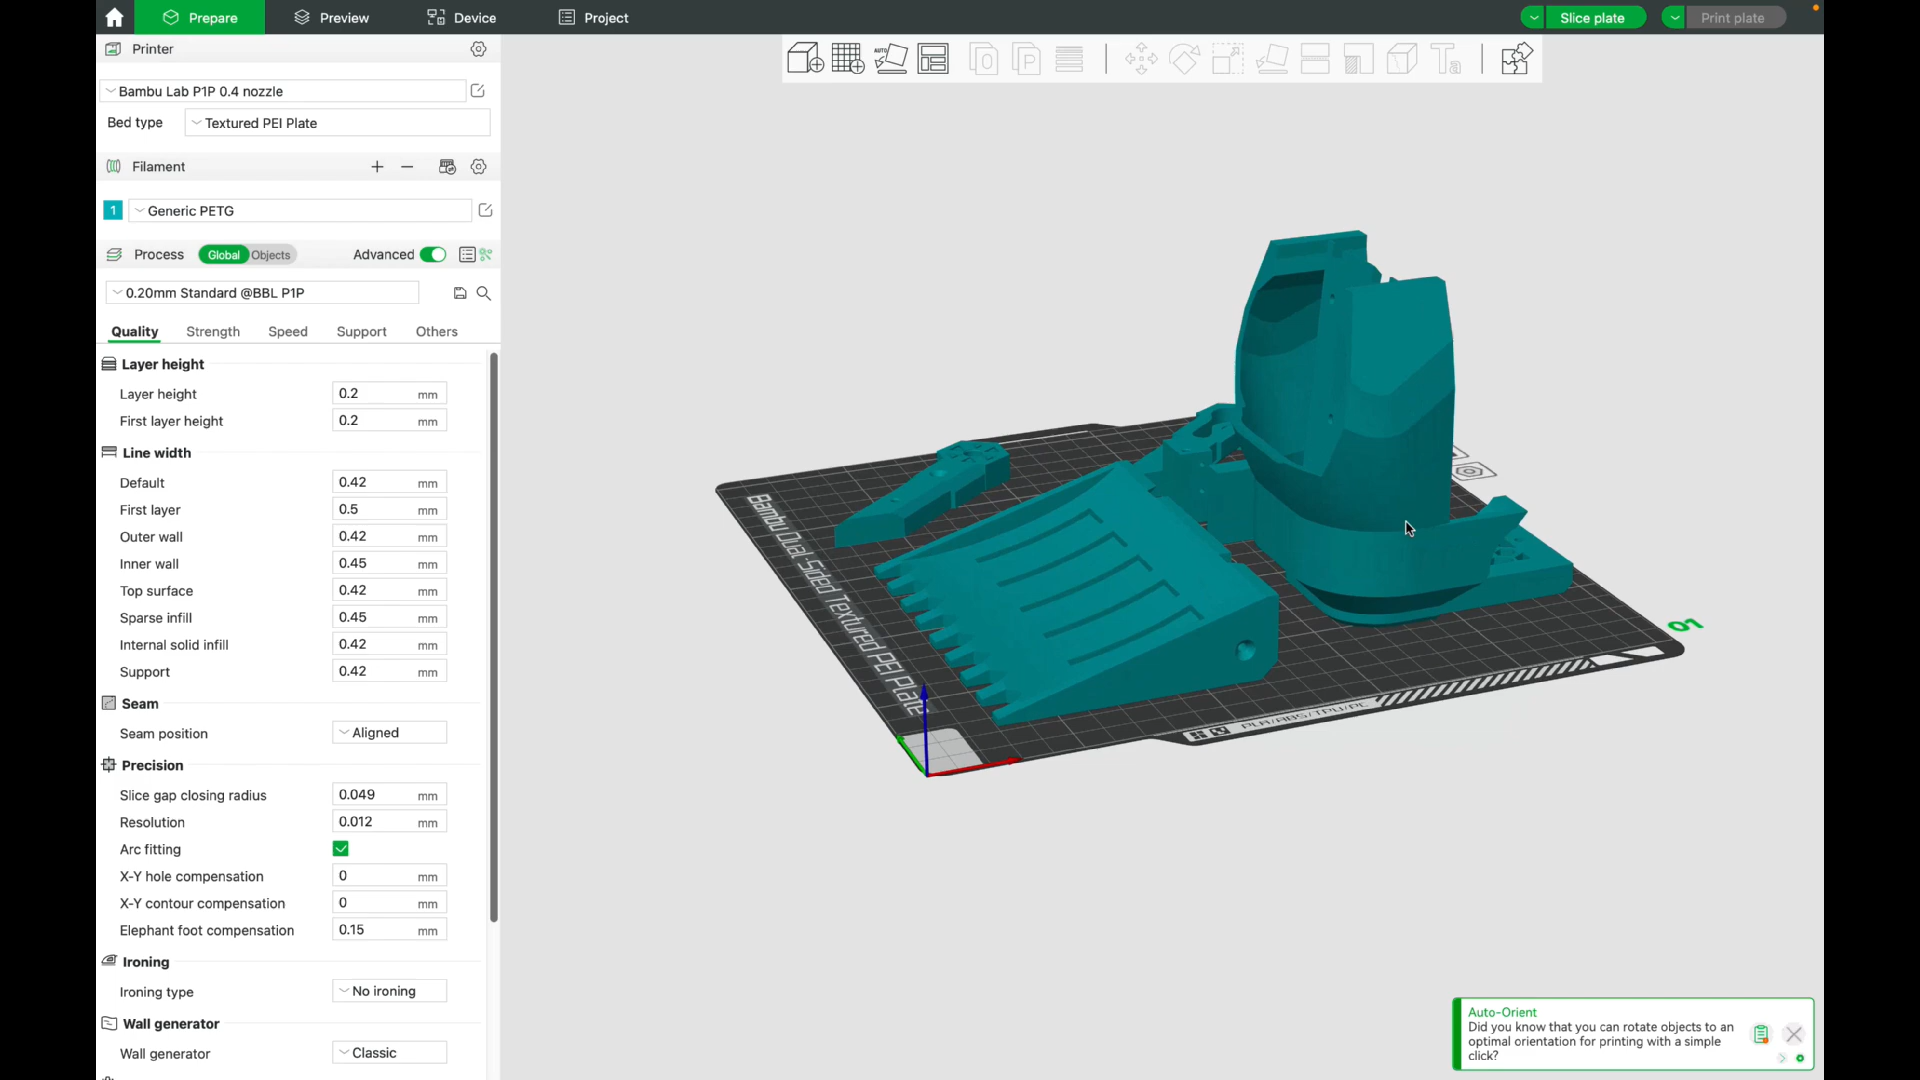 Prepare
Preview
Device
Project
Slice plate
Print plate
Printer
Bambu Lab P1P 0.4 nozzle
Bed type
Textured PEI Plate
Filament
1
Generic PETG
Process
Global
Objects
Advanced
0.20mm Standard @BBL P1P
Quality
Strength
Speed
Support
Others
Layer height
Layer height 0.2 mm
First layer height 0.2 mm
Line width
Default 0.42 mm
First layer 0.5 mm
Outer wall 0.42 mm
Inner wall 0.45 mm
Top surface 0.42 mm
Sparse infill 0.45 mm
Internal solid infill 0.42 mm
Support 0.42 mm
Seam
Seam position Aligned
Precision
Slice gap closing radius 0.049 mm
Resolution 0.012 mm
Arc fitting
X-Y hole compensation 0 mm
X-Y contour compensation 0 mm
Elephant foot compensation 0.15 mm
Ironing
Ironing type No ironing
Wall generator
Wall generator Classic
AUTO
Ta
Bambu Dual-Sided Textured PEI Plate
PLA/ABS/TPU/PC
01
Auto-Orient
Did you know that you can rotate objects to an
optimal orientation for printing with a simple
click?